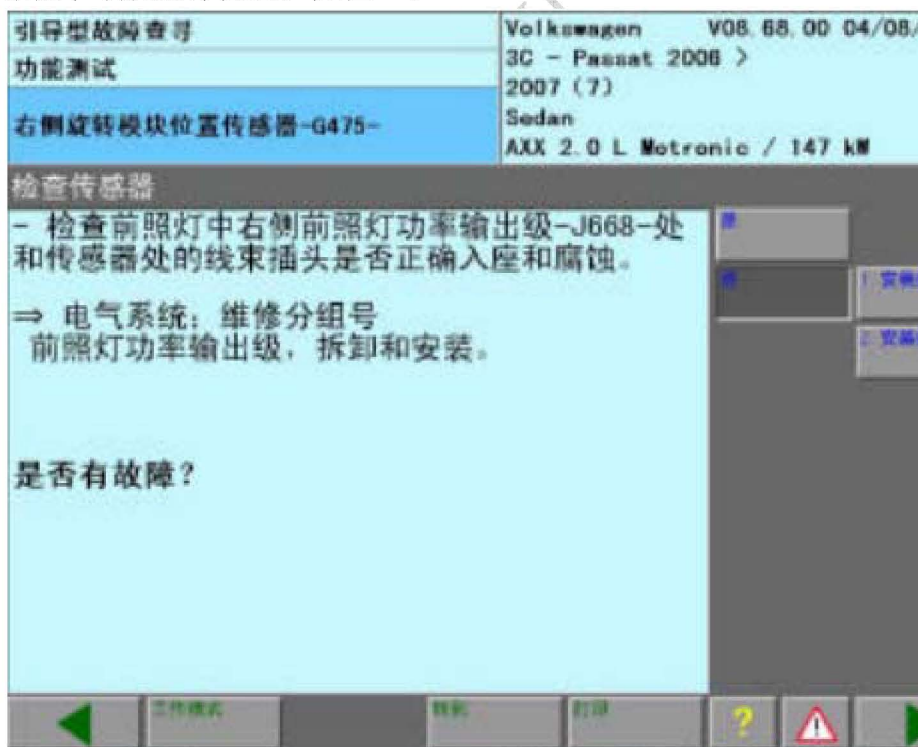 引导型故障查寻
功能测试
右侧旋转模块位置传感器-G475-
Volkswagen V08.68.00 04/08/
3C - Passat 2006 >
2007 (7)
Sedan
AXX 2.0 L Motronic / 147 kW
检查传感器
- 检查前照灯中右侧前照灯功率输出级-J668-处
和传感器处的线束插头是否正确入座和腐蚀。
⇒ 电气系统；维修分组号
前照灯功率输出级，拆卸和安装。
是否有故障？
是
1. 安装
2. 安装
工作模式
打印
?